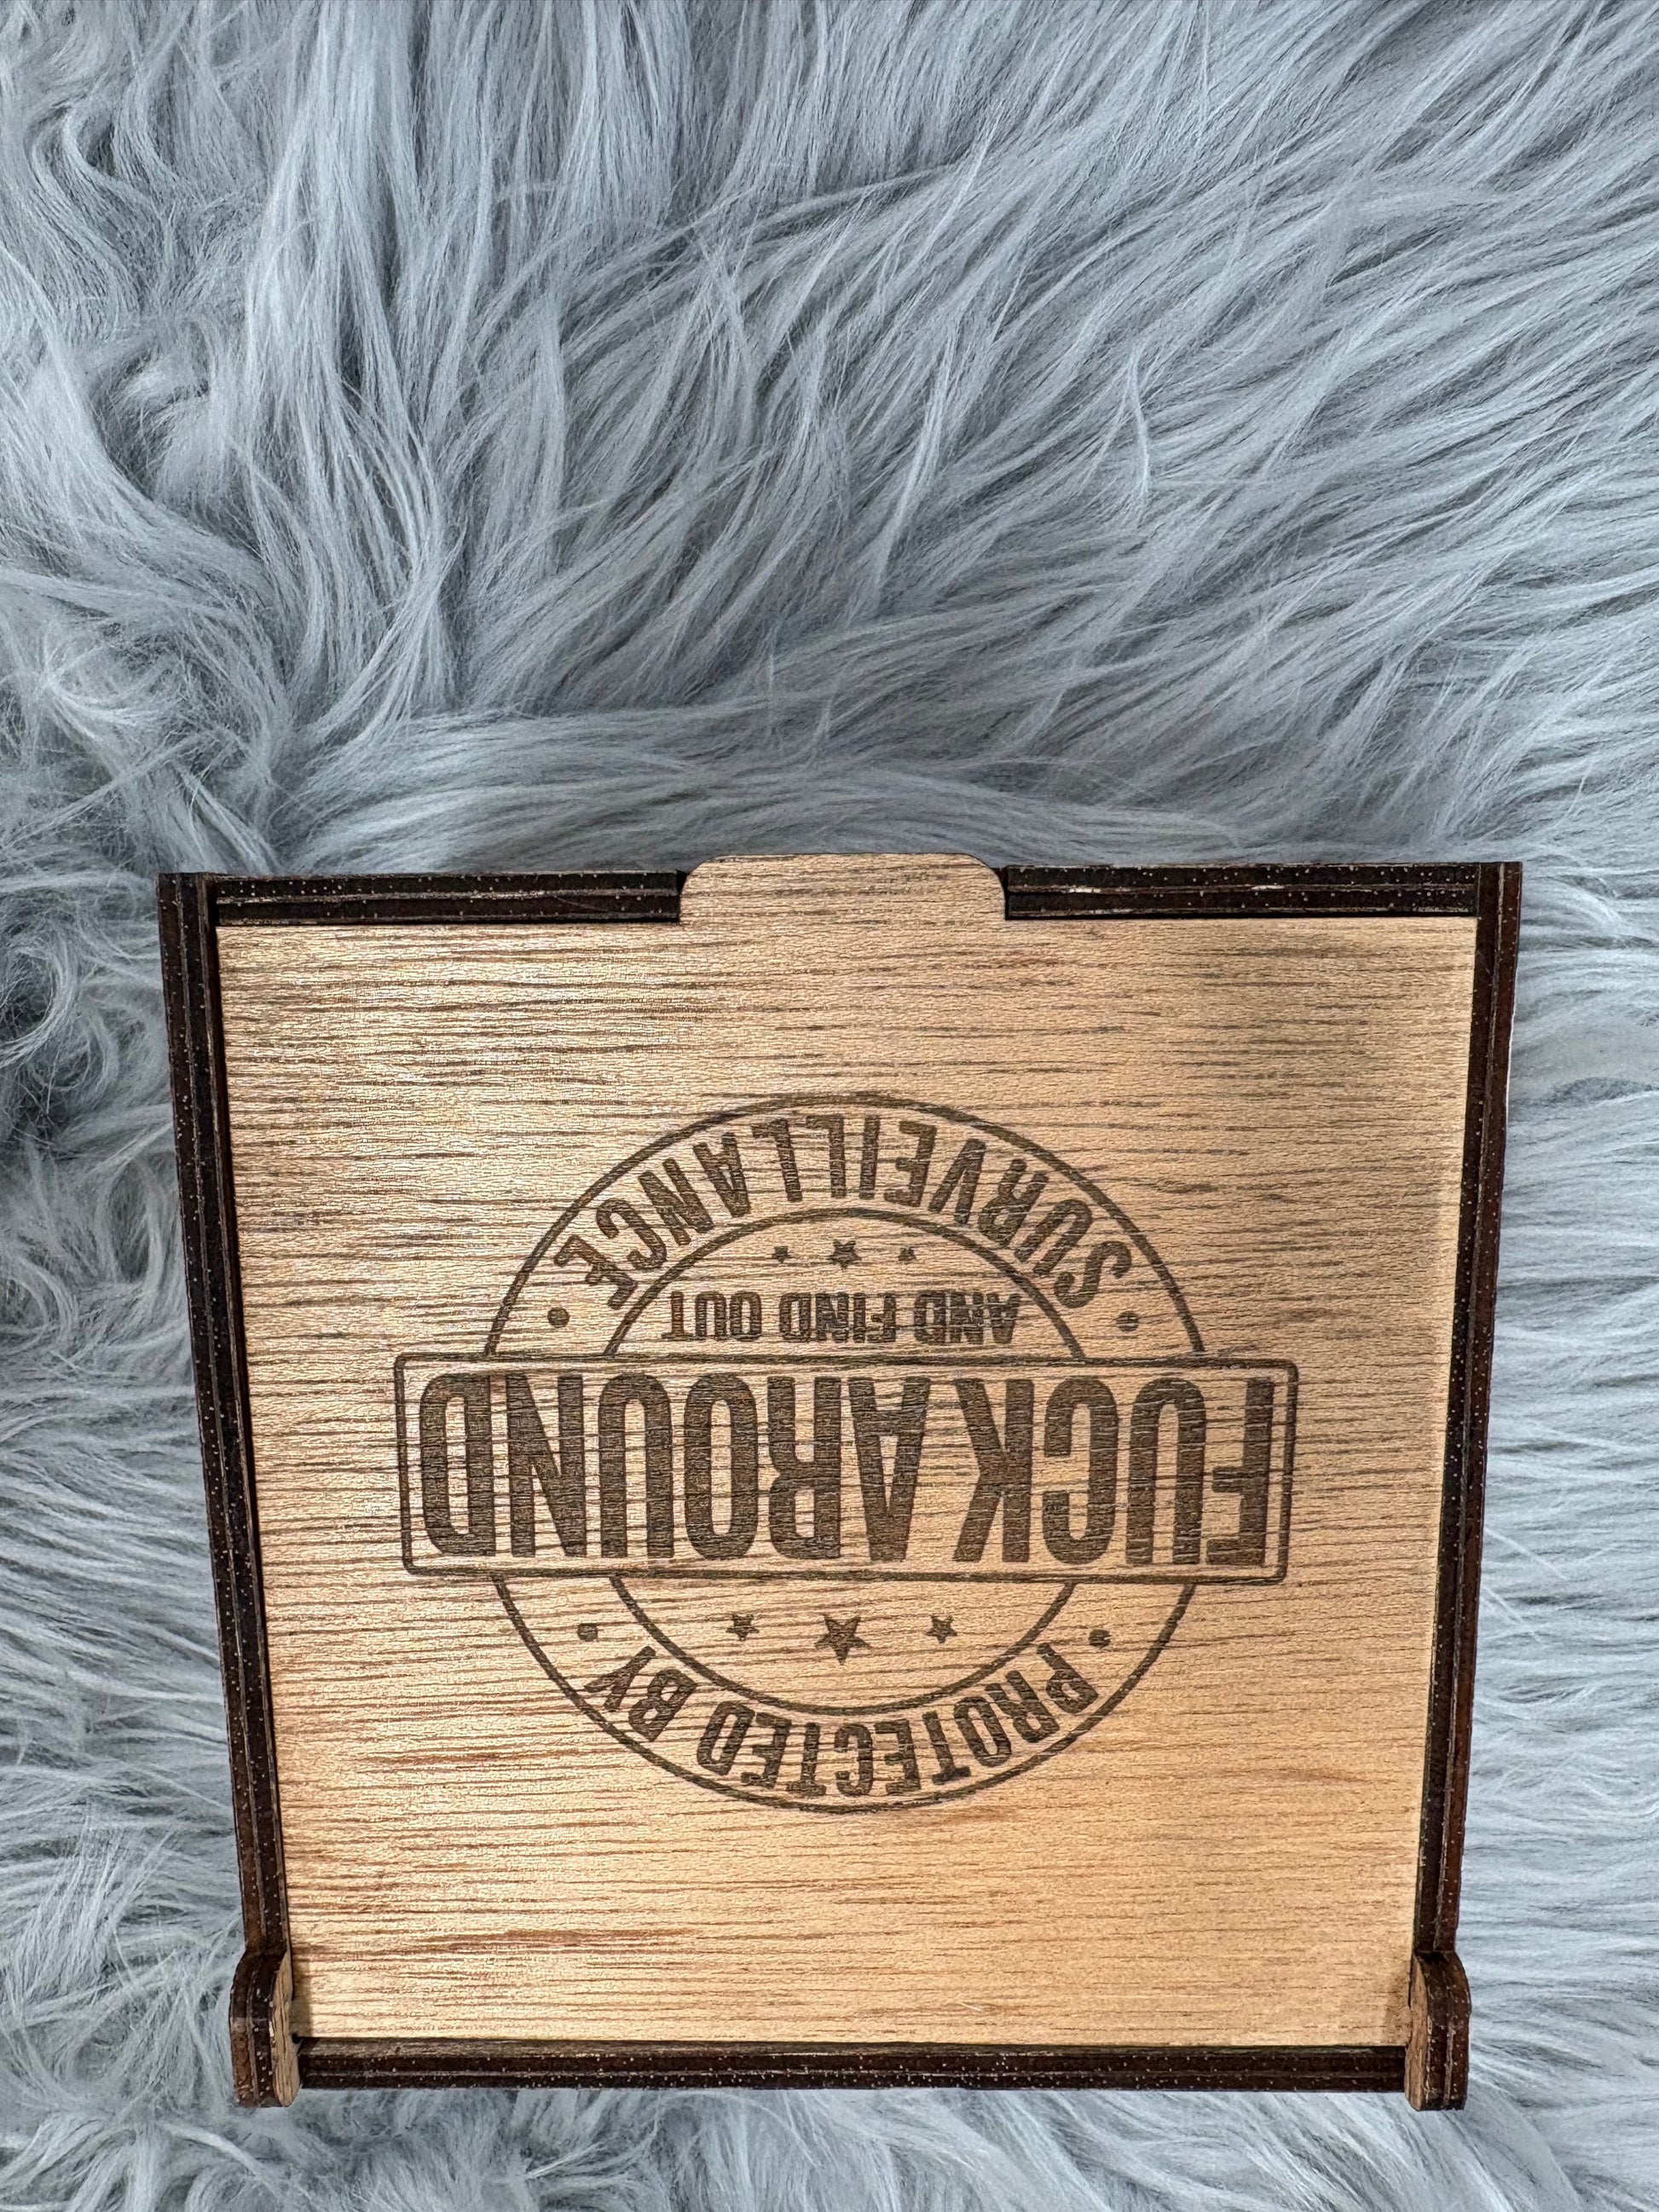 PROTECTED BY
FUCK AROUND
AND FIND OUT
SURVEILLANCE